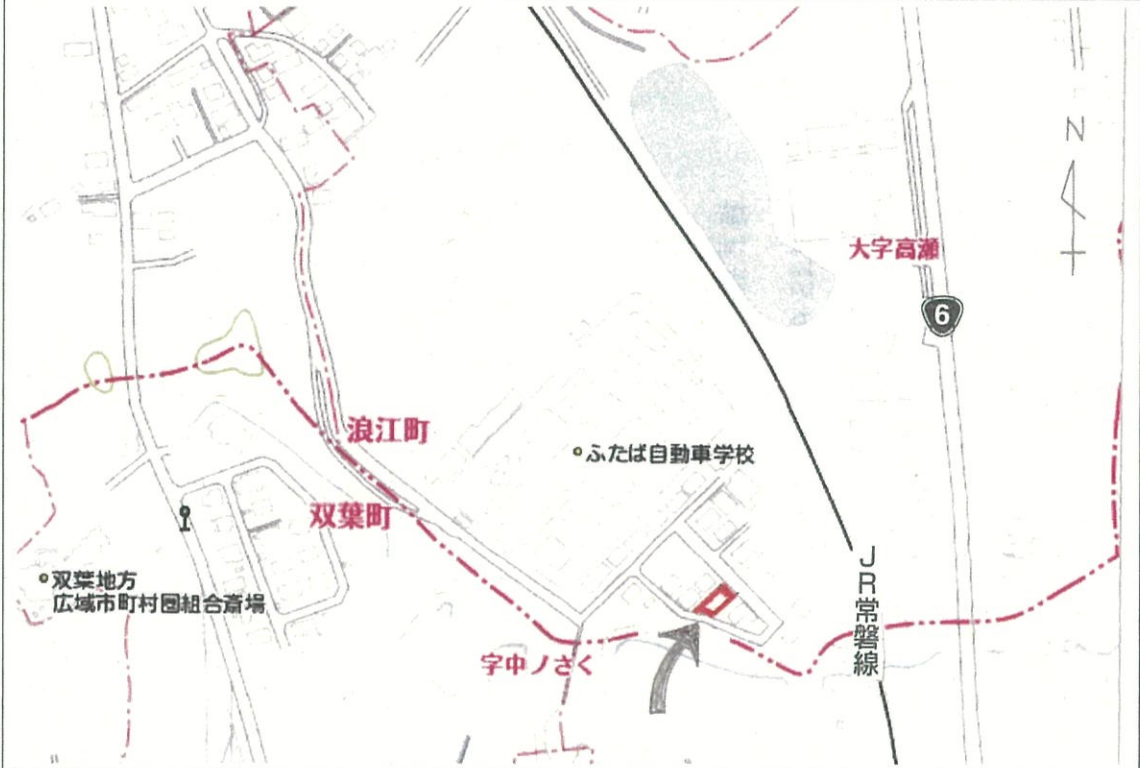 N
大字高瀬
6
浪江町
ふたば自動車学校
双葉町
双葉地方
広域市町村圏組合斎場
JR常磐線
字中ノさく